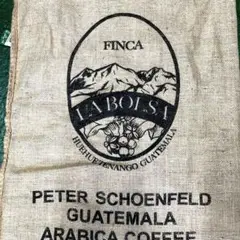 FINCA
LA BOLSA
HUEHUETENANGO GUATEMALA
PETER SCHOENFELD
GUATEMALA
ARABICA COFFEE